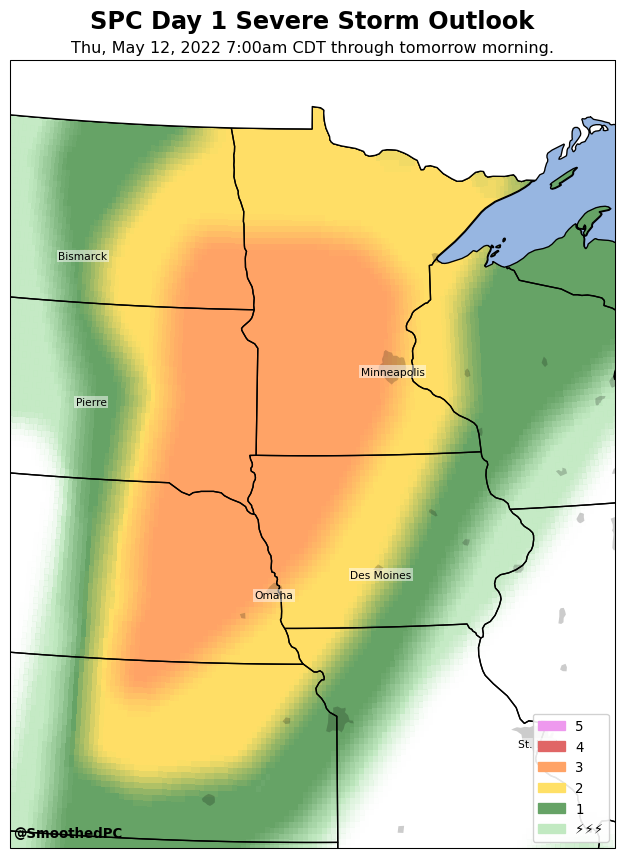 SPC Day 1 Severe Storm Outlook
Thu, May 12, 2022 7:00am CDT through tomorrow morning.
Bismarck
Minneapolis
Pierre
Des Moines
Omaha
St.
5
4
3
2
1
⚡⚡⚡
@SmoothedPC